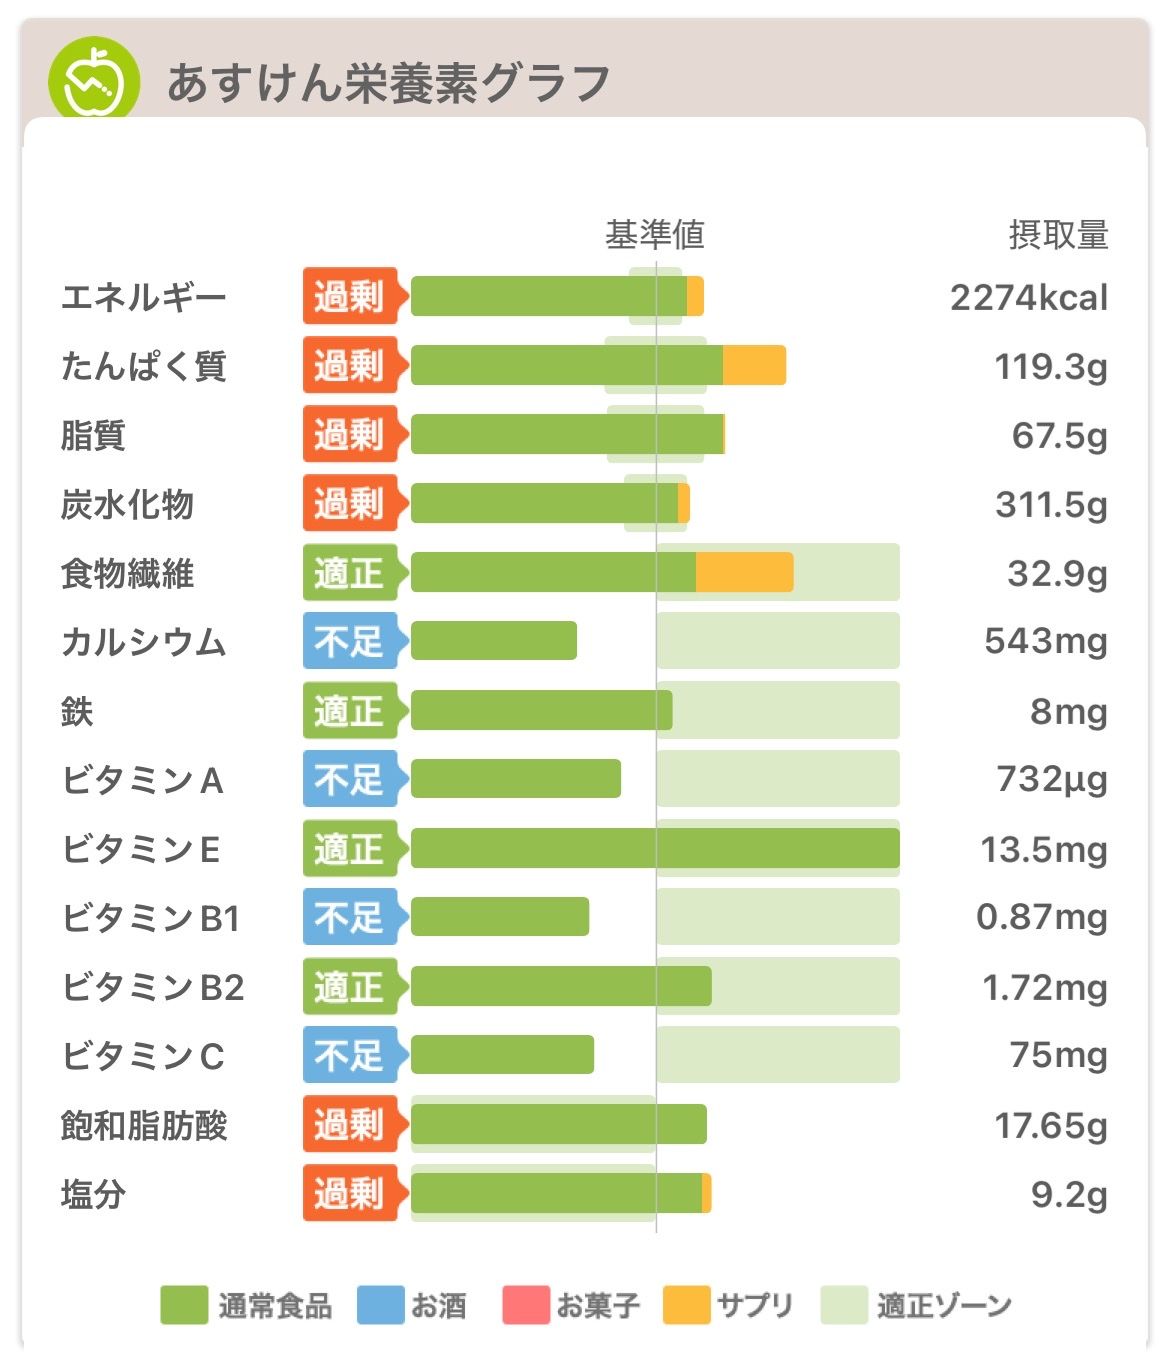 あすけん栄養素グラフ
基準値 摂取量
エネルギー 過剰 2274kcal
たんぱく質 過剰 119.3g
脂質 過剰 67.5g
炭水化物 過剰 311.5g
食物繊維 適正 32.9g
カルシウム 不足 543mg
鉄 適正 8mg
ビタミンA 不足 732μg
ビタミンE 適正 13.5mg
ビタミンB1 不足 0.87mg
ビタミンB2 適正 1.72mg
ビタミンC 不足 75mg
飽和脂肪酸 過剰 17.65g
塩分 過剰 9.2g
通常食品 お酒 お菓子 サプリ 適正ゾーン